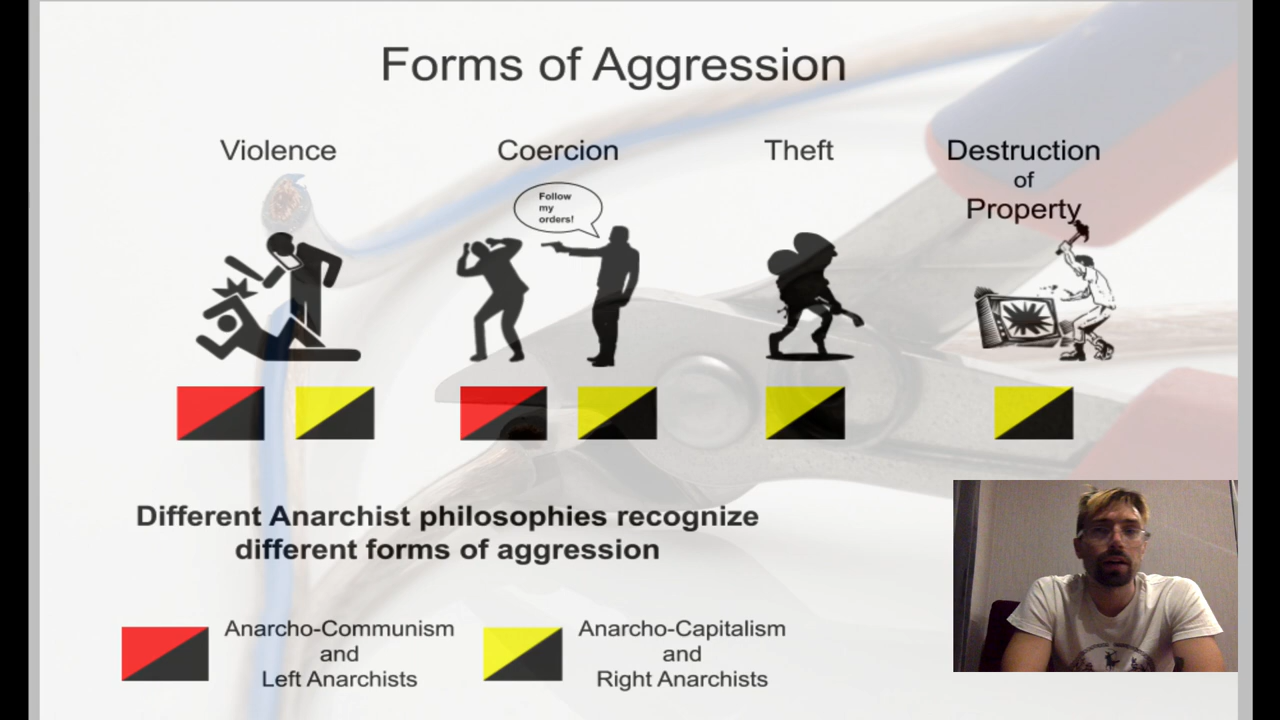 Forms of Aggression
Violence
Coercion
Theft
Destruction
of
Property
Follow
my
orders!
Different Anarchist philosophies recognize
different forms of aggression
Anarcho-Communism
and
Left Anarchists
Anarcho-Capitalism
and
Right Anarchists